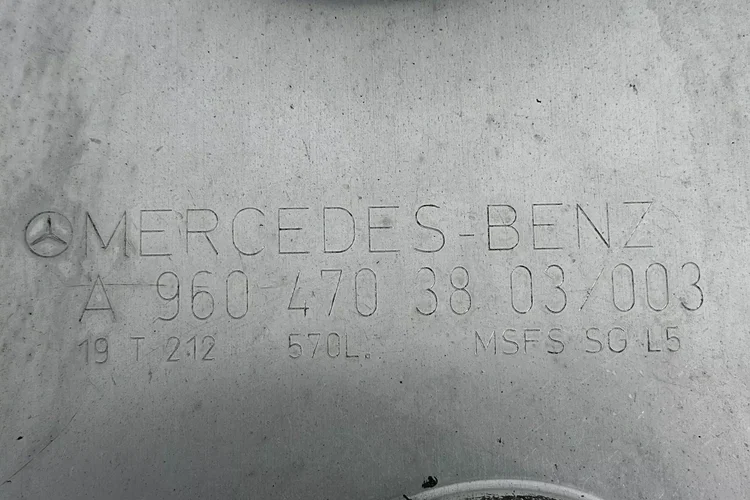 MERCEDES-BENZ
A 960 470 38 03/003
19 T 212 570L. MSFS SG L5